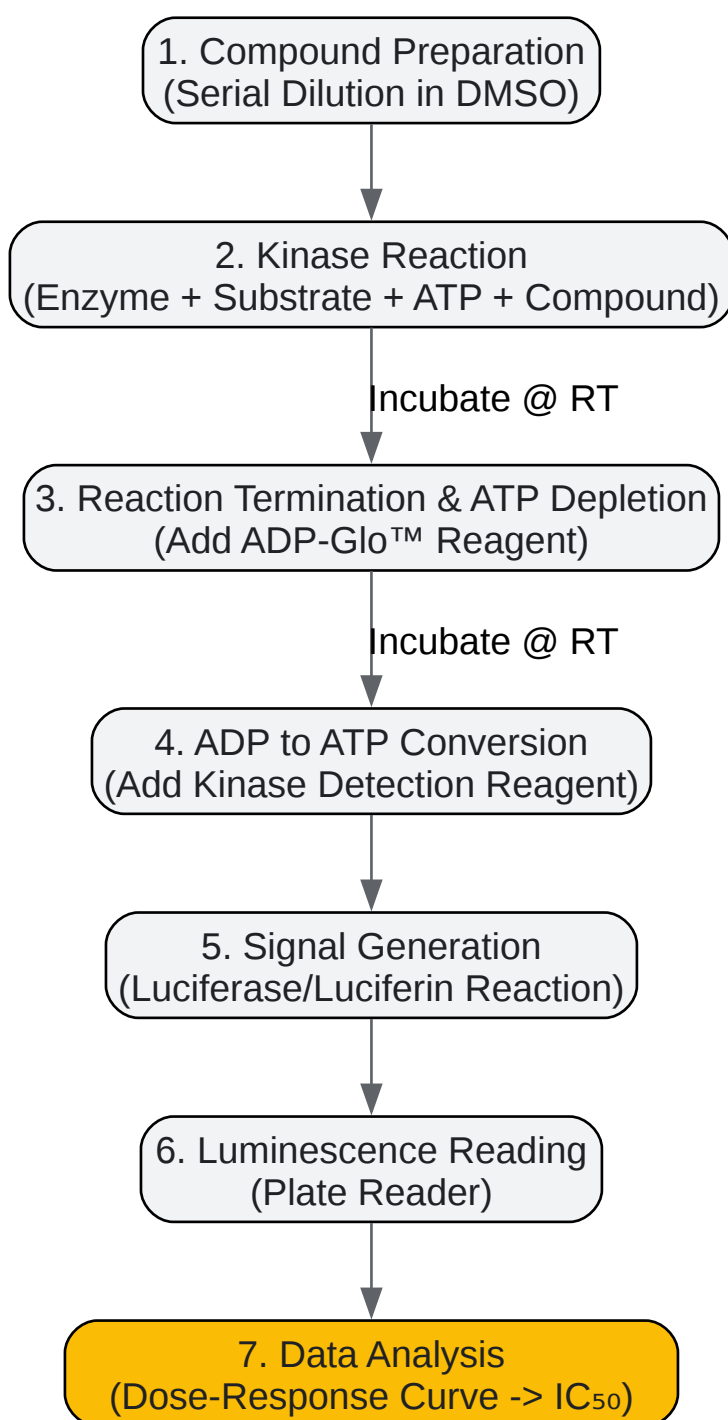 1. Compound Preparation
(Serial Dilution in DMSO)
2. Kinase Reaction
(Enzyme + Substrate + ATP + Compound)
Incubate @ RT
3. Reaction Termination & ATP Depletion
(Add ADP-Glo™ Reagent)
Incubate @ RT
4. ADP to ATP Conversion
(Add Kinase Detection Reagent)
5. Signal Generation
(Luciferase/Luciferin Reaction)
6. Luminescence Reading
(Plate Reader)
7. Data Analysis
(Dose-Response Curve -> IC₅₀)